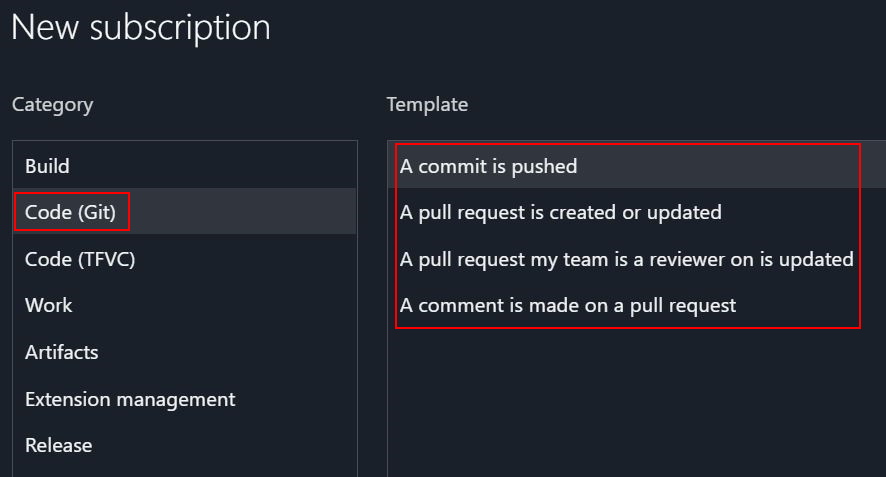 New subscription
Category
Template
Build
Code (Git)
Code (TFVC)
Work
Artifacts
Extension management
Release
A commit is pushed
A pull request is created or updated
A pull request my team is a reviewer on is updated
A comment is made on a pull request